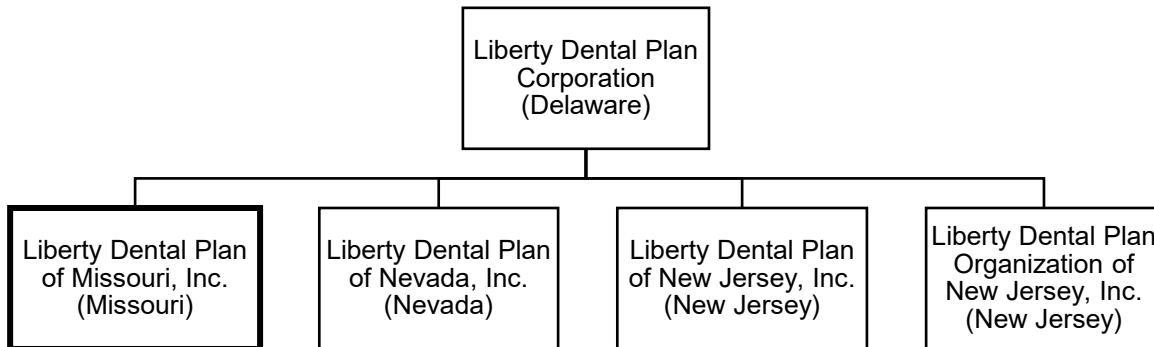 Liberty Dental Plan
Corporation
(Delaware)
Liberty Dental Plan
of Missouri, Inc.
(Missouri)
Liberty Dental Plan
of Nevada, Inc.
(Nevada)
Liberty Dental Plan
of New Jersey, Inc.
(New Jersey)
Liberty Dental Plan
Organization of
New Jersey, Inc.
(New Jersey)